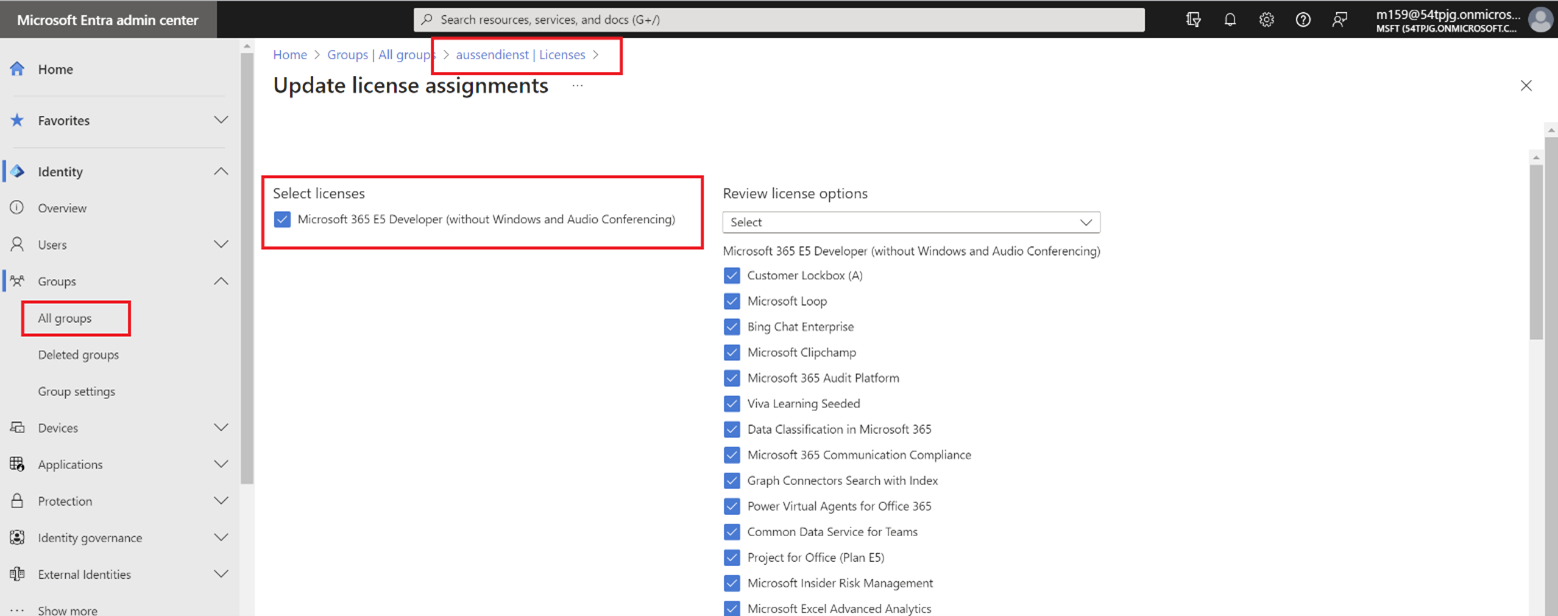 Microsoft Entra admin center
Search resources, services, and docs (G+/)
m159@54tpjg.onmicros...
MSFT (54TPJG.ONMICROSOFT.C...
Home
Favorites
Identity
Overview
Users
Groups
All groups
Deleted groups
Group settings
Devices
Applications
Protection
Identity governance
External Identities
Show more
Home > Groups | All groups > aussendienst | Licenses >
Update license assignments ...
Select licenses
Microsoft 365 E5 Developer (without Windows and Audio Conferencing)
Review license options
Select
Microsoft 365 E5 Developer (without Windows and Audio Conferencing)
Customer Lockbox (A)
Microsoft Loop
Bing Chat Enterprise
Microsoft Clipchamp
Microsoft 365 Audit Platform
Viva Learning Seeded
Data Classification in Microsoft 365
Microsoft 365 Communication Compliance
Graph Connectors Search with Index
Power Virtual Agents for Office 365
Common Data Service for Teams
Project for Office (Plan E5)
Microsoft Insider Risk Management
Microsoft Excel Advanced Analytics